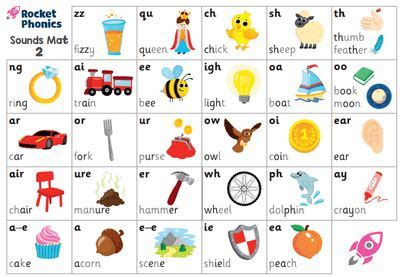 Rocket
Phonics
Sounds Mat
2
zz
fizzy
qu
queen
ch
chick
sh
sheep
th
thumb
feather
ng
ring
ai
train
ee
bee
igh
light
oa
boat
oo
book
moon
ar
car
or
fork
ur
purse
ow
owl
oi
coin
ear
ear
air
chair
ure
manure
er
hammer
wh
wheel
ph
dolphin
ay
crayon
a–e
cupcake
a
acorn
e–e
scene
ie
shield
ea
peach